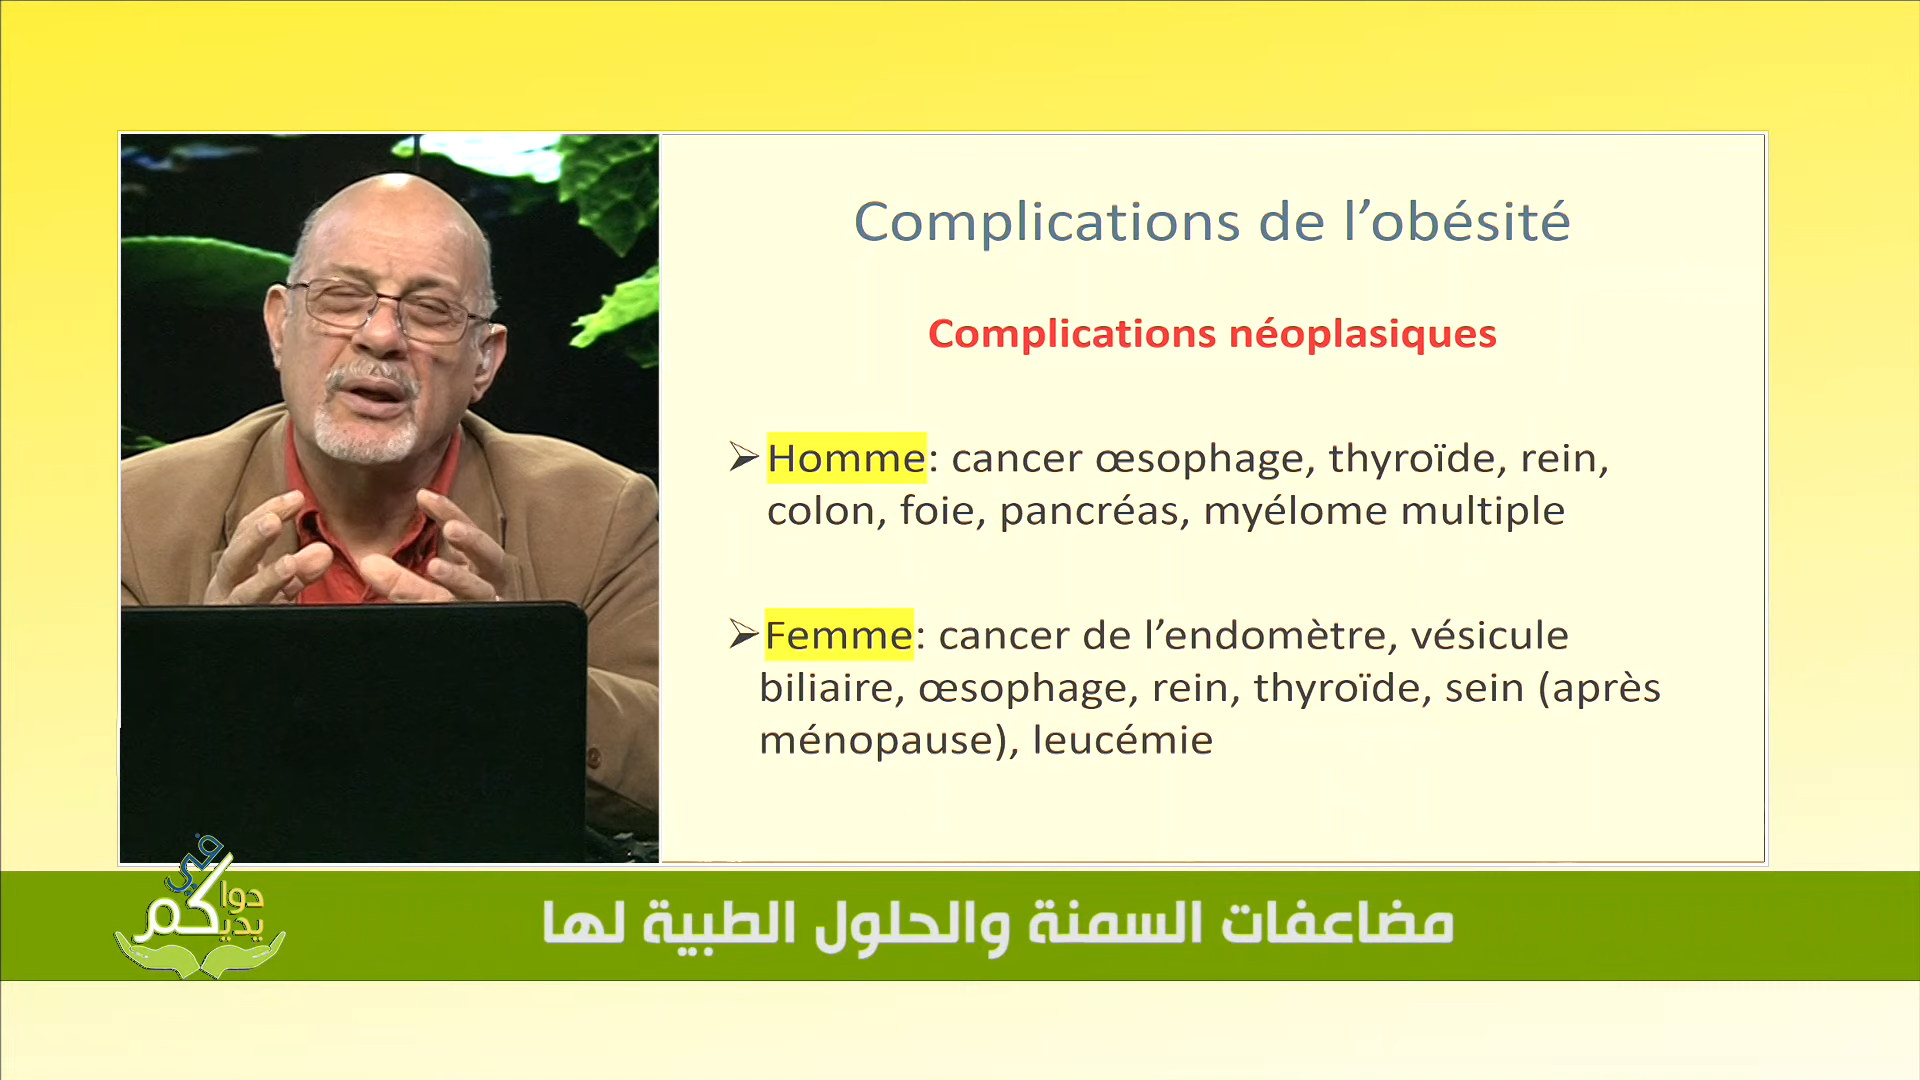 Complications de l’obésité
Complications néoplasiques
➢ Homme: cancer œsophage, thyroïde, rein,
colon, foie, pancréas, myélome multiple
➢ Femme: cancer de l’endomètre, vésicule
biliaire, œsophage, rein, thyroïde, sein (après
ménopause), leucémie
دواكم
في
يديكم
مضاعفات السمنة والحلول الطبية لها